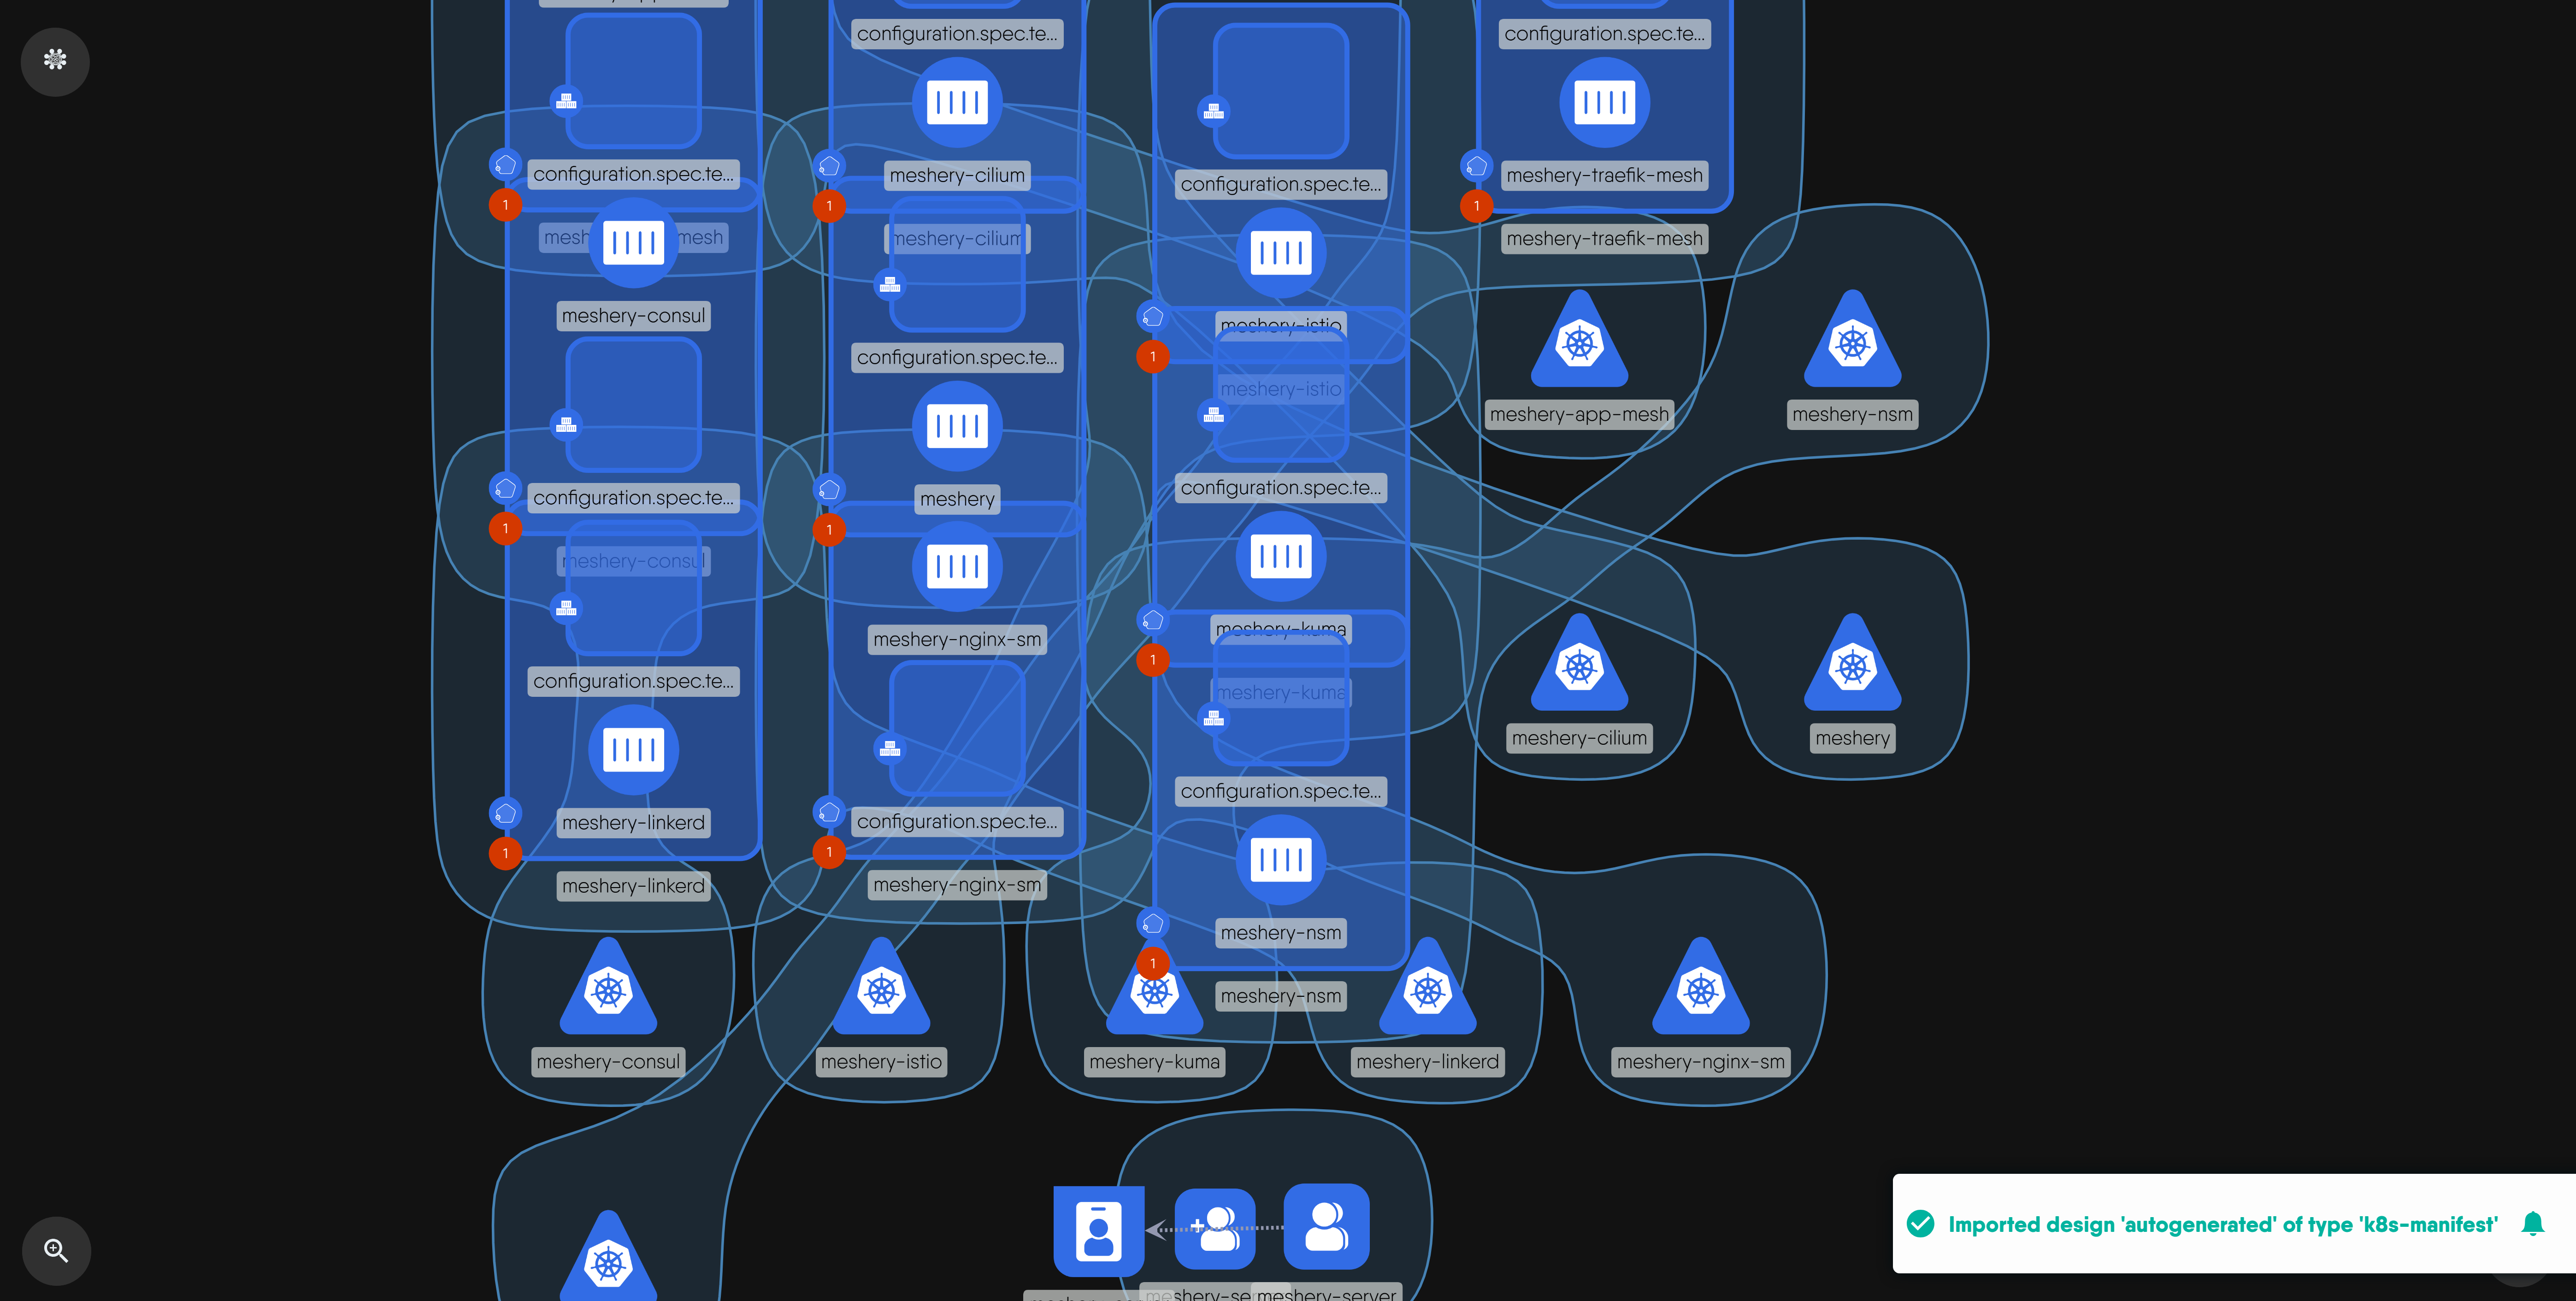 configuration.spec.te...
configuration.spec.te...
configuration.spec.te...
meshery-cilium
configuration.spec.te...
meshery-traefik-mesh
1
1
1
mesh
meshery-cilium
meshery-traefik-mesh
meshery-consul
meshery-istio
1
configuration.spec.te...
meshery-istio
meshery-app-mesh
meshery-nsm
configuration.spec.te...
configuration.spec.te...
meshery
1
1
meshery-consul
meshery-nginx-sm
meshery-kuma
1
configuration.spec.te...
meshery-kuma
meshery-cilium
meshery
configuration.spec.te...
meshery-linkerd
configuration.spec.te...
1
1
meshery-linkerd
meshery-nginx-sm
meshery-nsm
1
meshery-nsm
meshery-consul
meshery-istio
meshery-kuma
meshery-linkerd
meshery-nginx-sm
Imported design 'autogenerated' of type 'k8s-manifest'
meshery-server